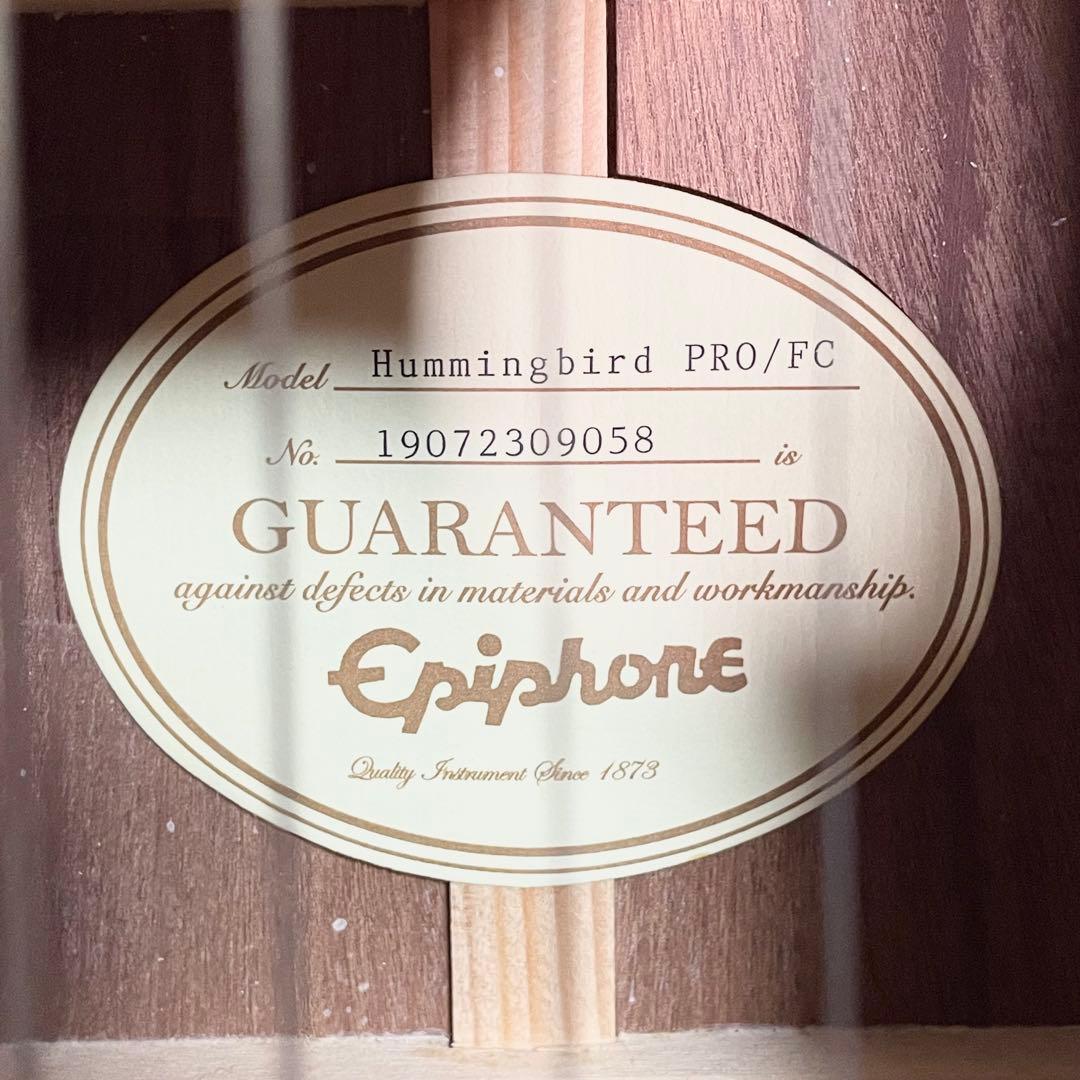 Model Hummingbird PRO/FC
No. 19072309058 is
GUARANTEED
against defects in materials and workmanship.
Epiphone
Quality Instrument Since 1873